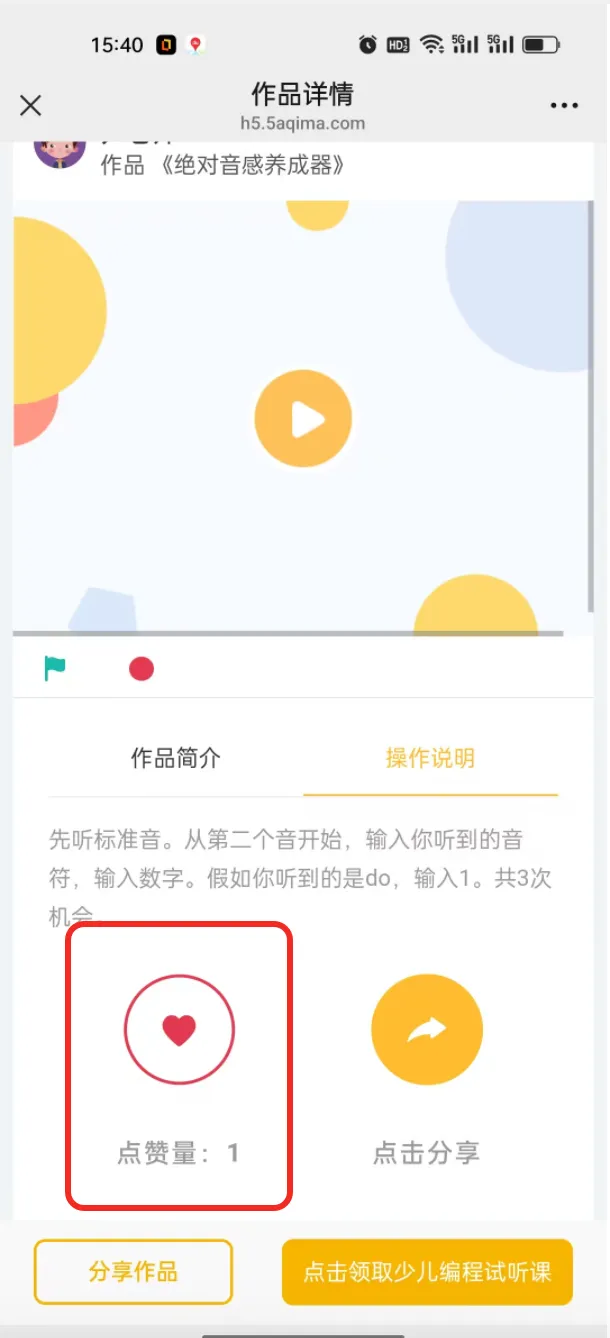 15:40
HD
5G
5G
作品详情
h5.5aqima.com
作品 《绝对音感养成器》
作品简介
操作说明
先听标准音。从第二个音开始，输入你听到的音
符，输入数字。假如你听到的是do，输入1。共3次
机会。
点赞量：1
点击分享
分享作品
点击领取少儿编程试听课